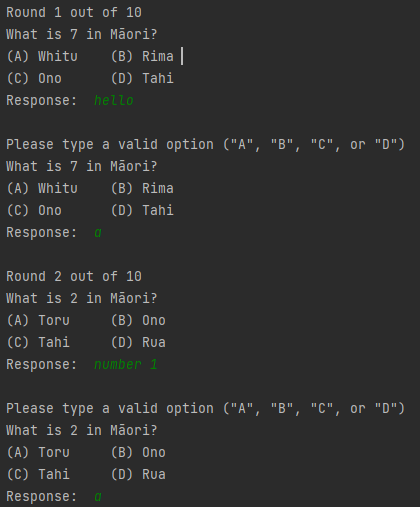 Round 1 out of 10
What is 7 in Māori?
(A) Whitu    (B) Rima
(C) Ono      (D) Tahi
Response:  hello

Please type a valid option ("A", "B", "C", or "D")
What is 7 in Māori?
(A) Whitu    (B) Rima
(C) Ono      (D) Tahi
Response:  a

Round 2 out of 10
What is 2 in Māori?
(A) Toru     (B) Ono
(C) Tahi     (D) Rua
Response:  number 1

Please type a valid option ("A", "B", "C", or "D")
What is 2 in Māori?
(A) Toru     (B) Ono
(C) Tahi     (D) Rua
Response:  a